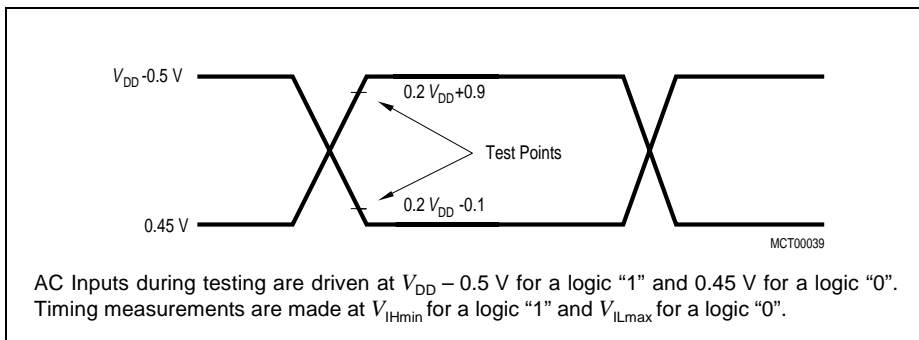 V_DD -0.5 V
0.2 V_DD+0.9
Test Points
0.2 V_DD -0.1
0.45 V
MCT00039
AC Inputs during testing are driven at V_DD – 0.5 V for a logic “1” and 0.45 V for a logic “0”.
Timing measurements are made at V_IHmin for a logic “1” and V_ILmax for a logic “0”.